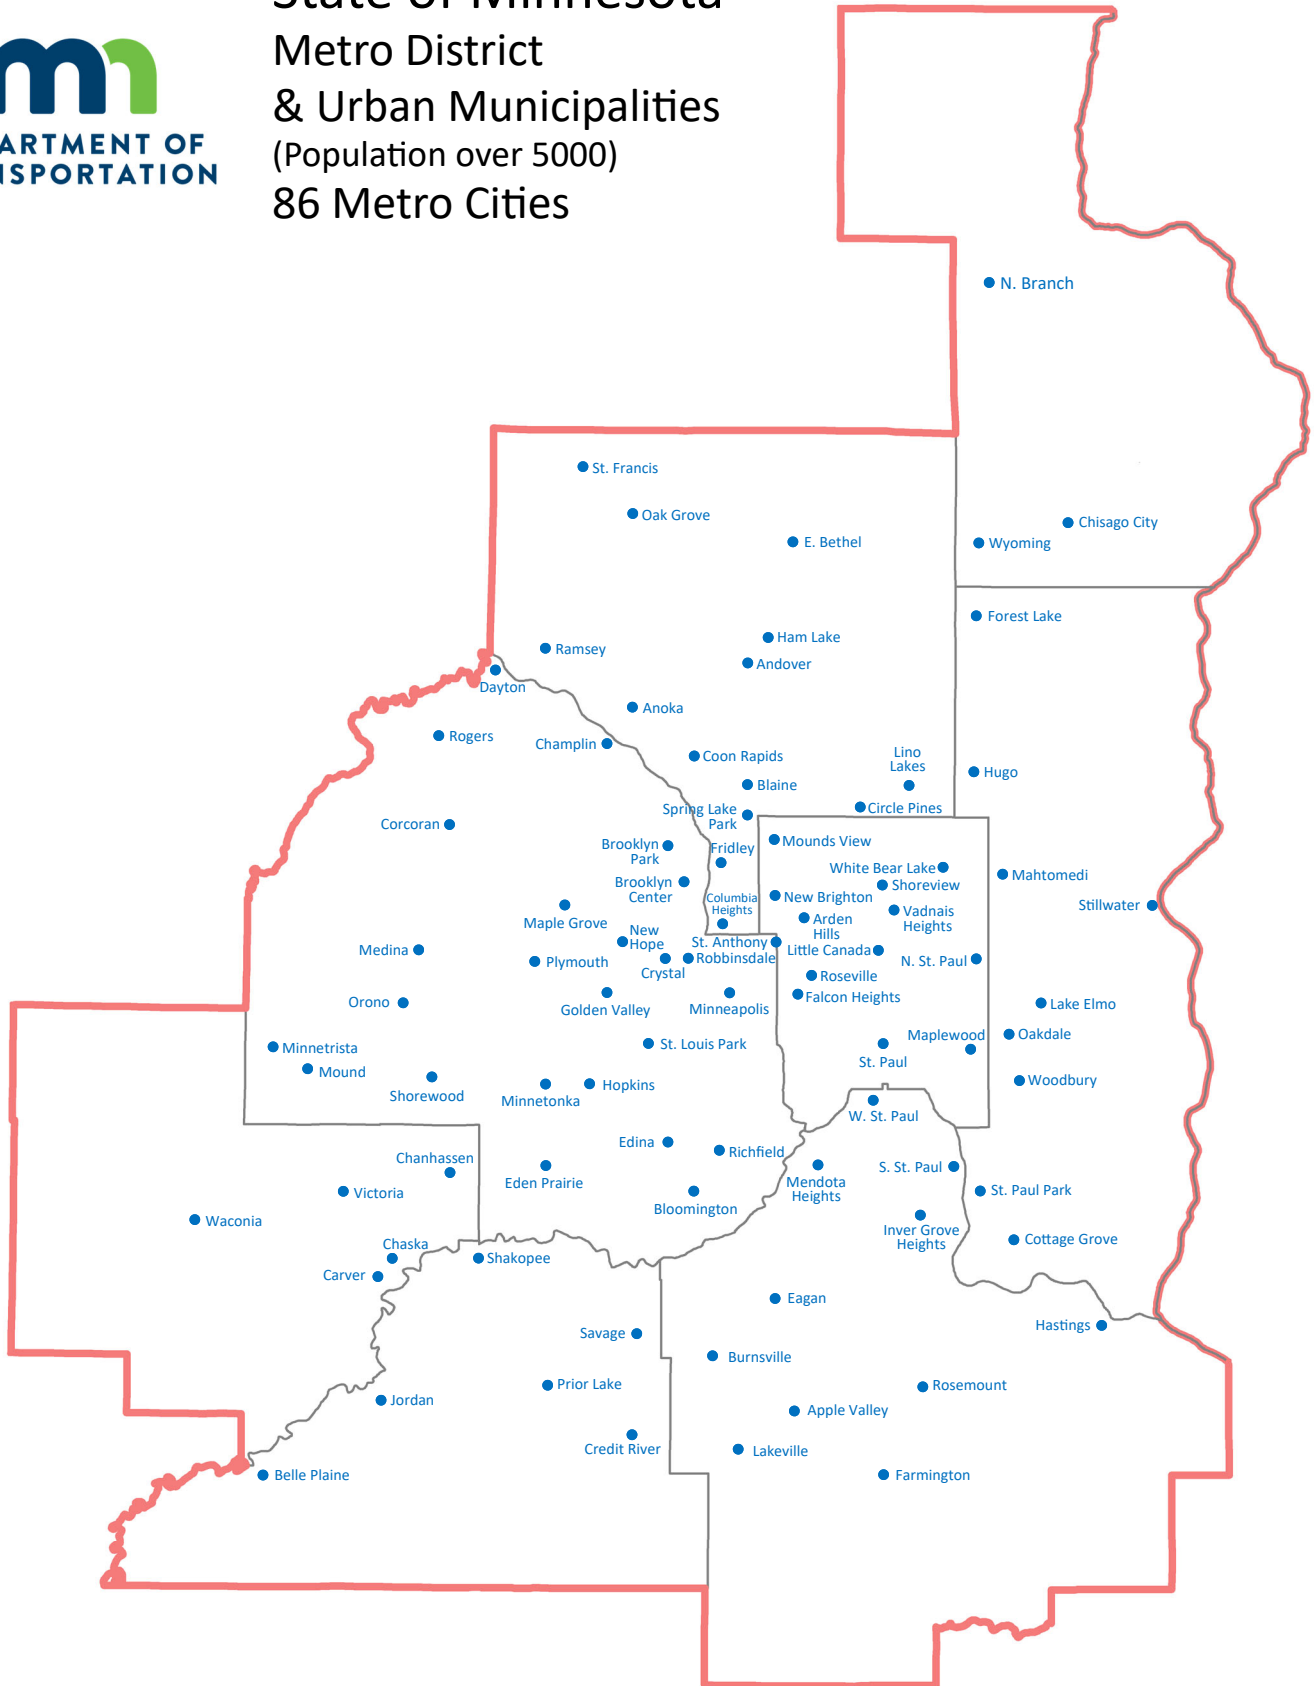 State of Minnesota
Metro District
& Urban Municipalities
(Population over 5000)
86 Metro Cities
mn
ARTMENT OF
NSPORTATION
N. Branch
St. Francis
Oak Grove
E. Bethel
Chisago City
Wyoming
Forest Lake
Ham Lake
Ramsey
Andover
Dayton
Anoka
Rogers
Champlin
Coon Rapids
Lino
Lakes
Hugo
Blaine
Circle Pines
Spring Lake
Park
Corcoran
Mounds View
Brooklyn
Park
Fridley
White Bear Lake
Mahtomedi
Shoreview
Brooklyn
Center
New Brighton
Columbia
Heights
Stillwater
Vadnais
Heights
Arden
Hills
Maple Grove
New
Hope
St. Anthony
Little Canada
Medina
Robbinsdale
N. St. Paul
Plymouth
Crystal
Roseville
Falcon Heights
Orono
Lake Elmo
Golden Valley
Minneapolis
Maplewood
Oakdale
St. Louis Park
Minnetrista
St. Paul
Mound
Woodbury
Hopkins
Shorewood
Minnetonka
W. St. Paul
Edina
Richfield
Chanhassen
S. St. Paul
Eden Prairie
Mendota
Heights
St. Paul Park
Victoria
Bloomington
Waconia
Inver Grove
Heights
Cottage Grove
Chaska
Shakopee
Carver
Eagan
Hastings
Savage
Burnsville
Prior Lake
Rosemount
Jordan
Apple Valley
Credit River
Lakeville
Belle Plaine
Farmington